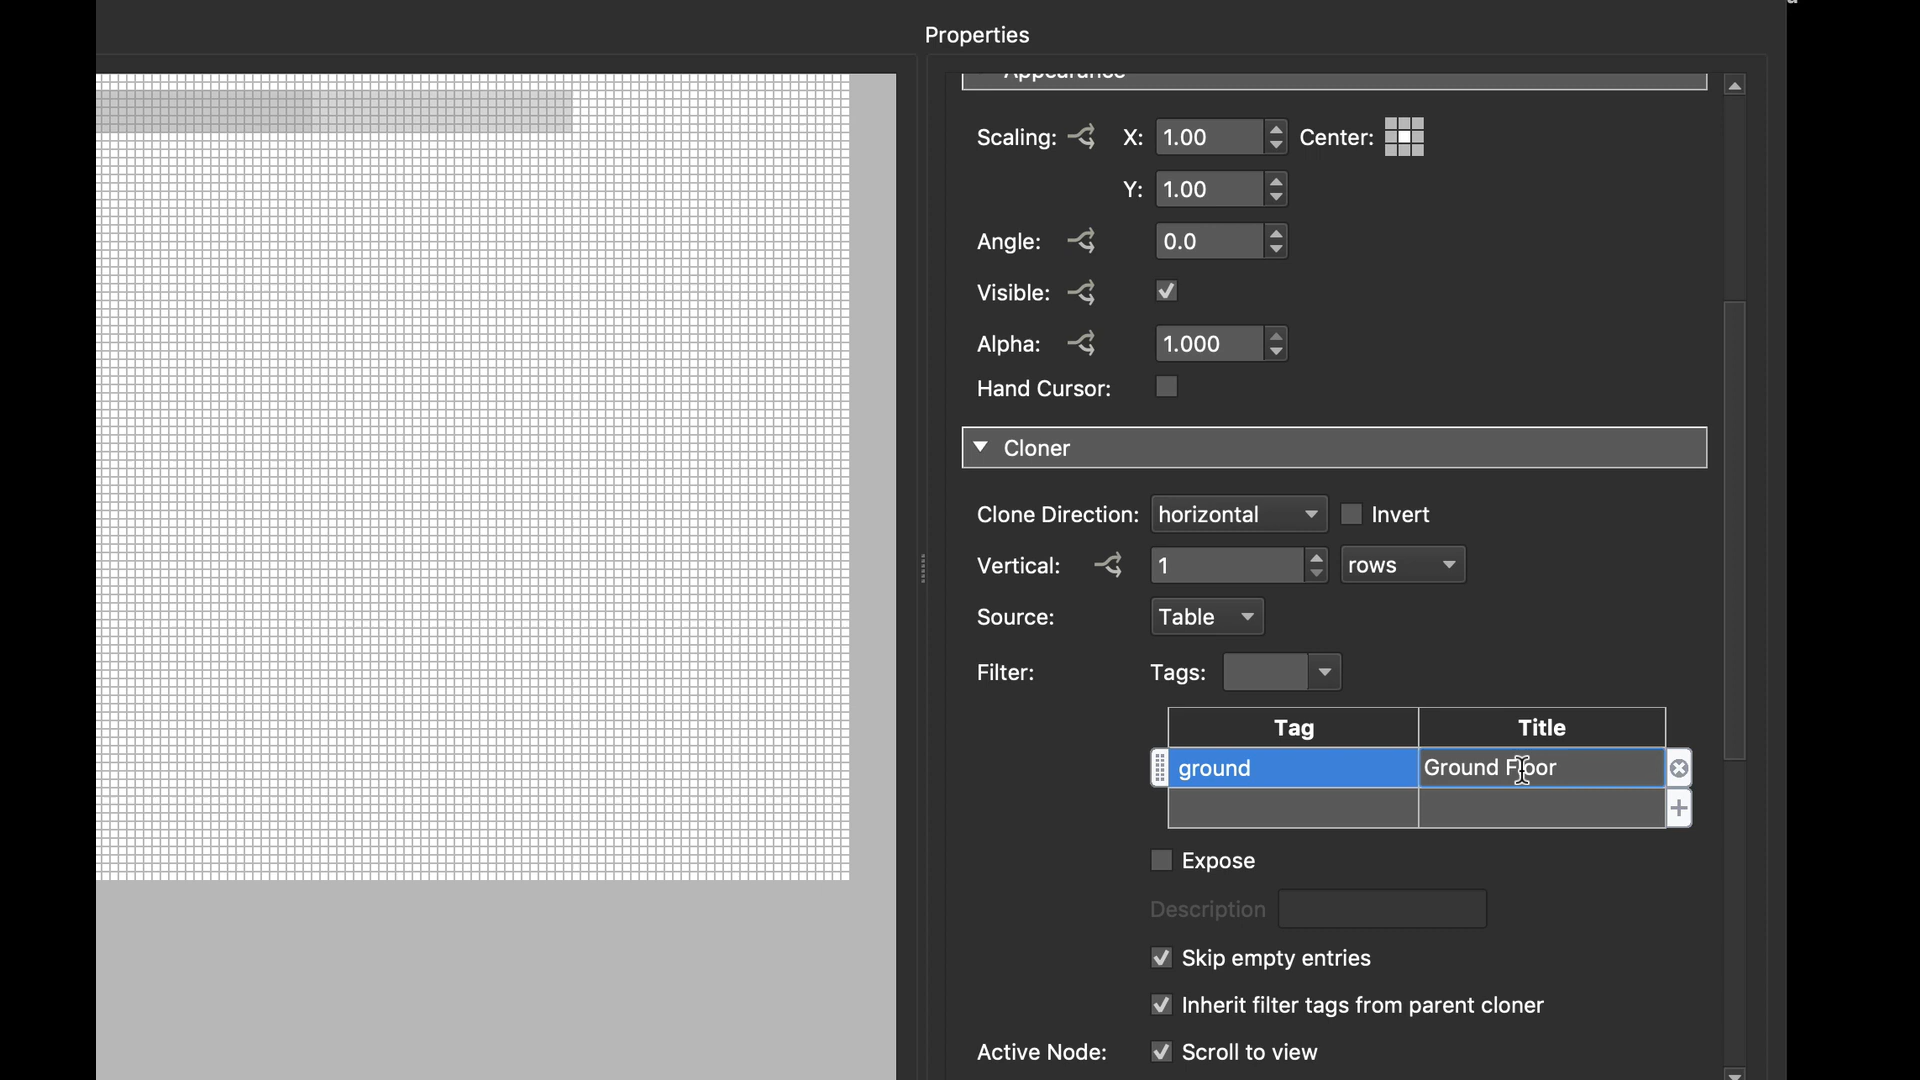 Properties
Appearance
Scaling: X: 1.00 Center:
Y: 1.00
Angle: 0.0
Visible:
Alpha: 1.000
Hand Cursor:
Cloner
Clone Direction: horizontal Invert
Vertical: 1 rows
Source: Table
Filter: Tags:
Tag Title
ground Ground Floor
Expose
Description
Skip empty entries
Inherit filter tags from parent cloner
Active Node: Scroll to view